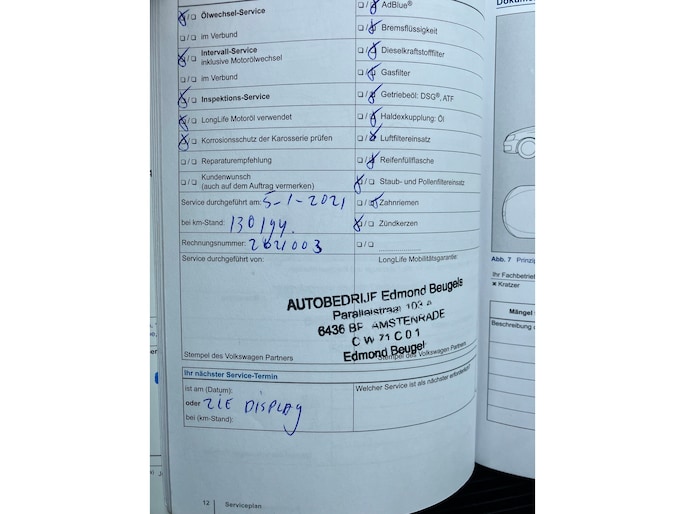 Ölwechsel-Service
im Verbund
Intervall-Service
inklusive Motorölwechsel
im Verbund
Inspektions-Service
LongLife Motoröl verwendet
Korrosionsschutz der Karosserie prüfen
Reparaturempfehlung
Kundenwunsch
(auch auf dem Auftrag vermerken)
Service durchgeführt am: 5-1-2021
bei km-Stand: 130194.
Rechnungsnummer: 2021003
Service durchgeführt von:
AdBlue®
Bremsflüssigkeit
Dieselkraftstofffilter
Gasfilter
Getriebeöl: DSG®, ATF
Haldexkupplung: Öl
Luftfiltereinsatz
Reifenfüllflasche
Staub- und Pollenfiltereinsatz
Zahnriemen
Zündkerzen
LongLife Mobilitätsgarantie:
AUTOBEDRIJF Edmond Beugels
Parallelstraat 103 A
6436 BP AMSTENRADE
Edmond Beugel
Stempel des Volkswagen Partners
Stempel des Volkswagen Partners
Ihr nächster Service-Termin
ist am (Datum):
oder ZIE DISPLAY
bei (km-Stand):
Welcher Service ist als nächster erforderlich?
12 Serviceplan
Abb. 7 Prinzip
Ihr Fachbetrief
Kratzer
Mängel
Beschreibung